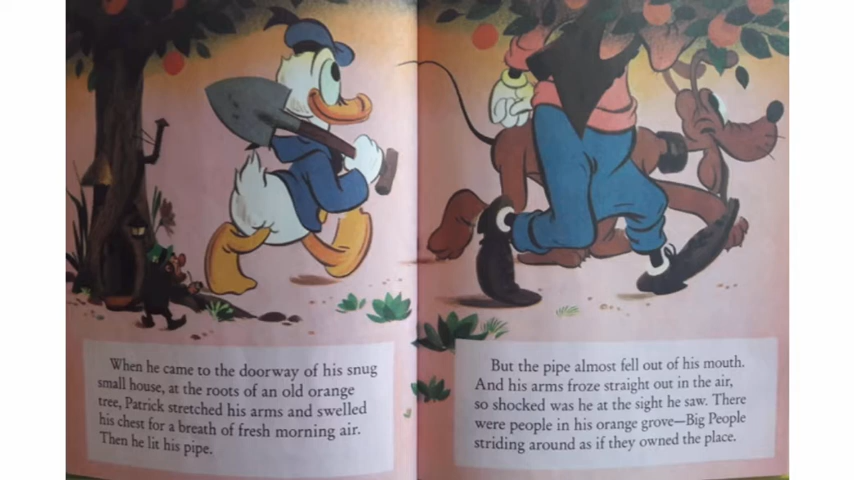 When he came to the doorway of his snug
small house, at the roots of an old orange
tree, Patrick stretched his arms and swelled
his chest for a breath of fresh morning air.
Then he lit his pipe.
But the pipe almost fell out of his mouth.
And his arms froze straight out in the air,
so shocked was he at the sight he saw. There
were people in his orange grove—Big People
striding around as if they owned the place.